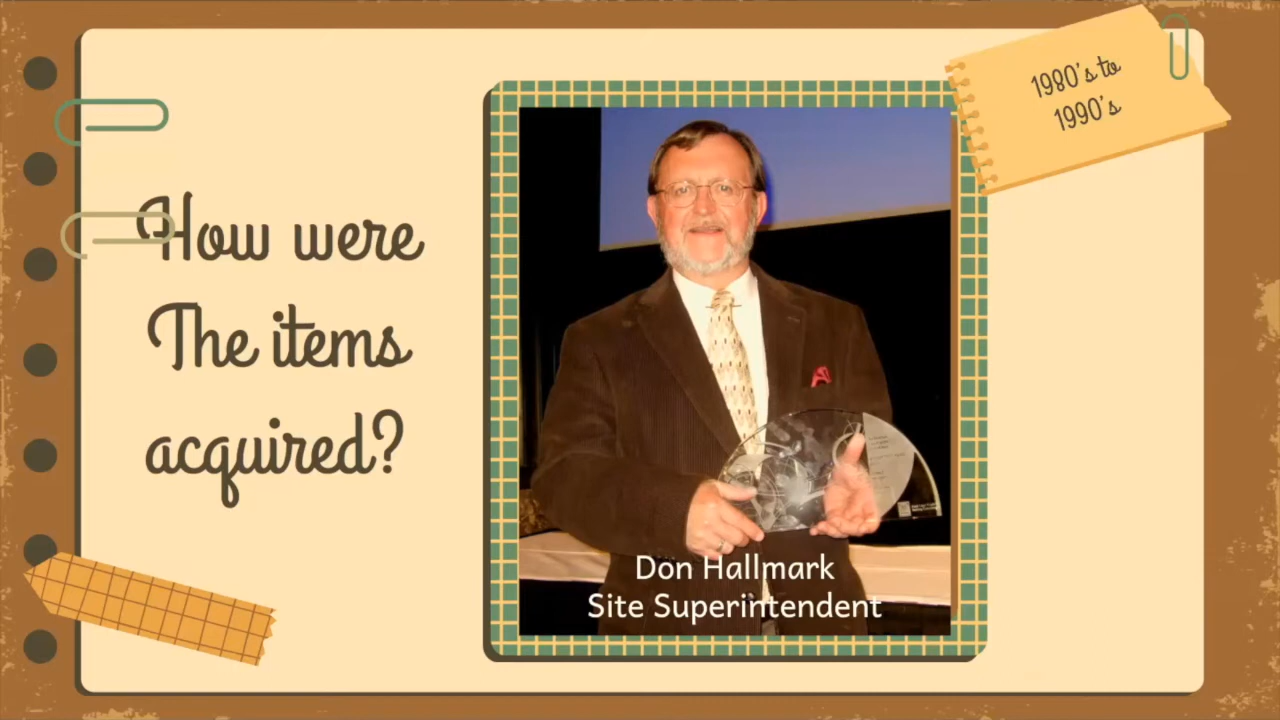 How were
The items
acquired?
1980's to
1990's
Don Hallmark
Site Superintendent